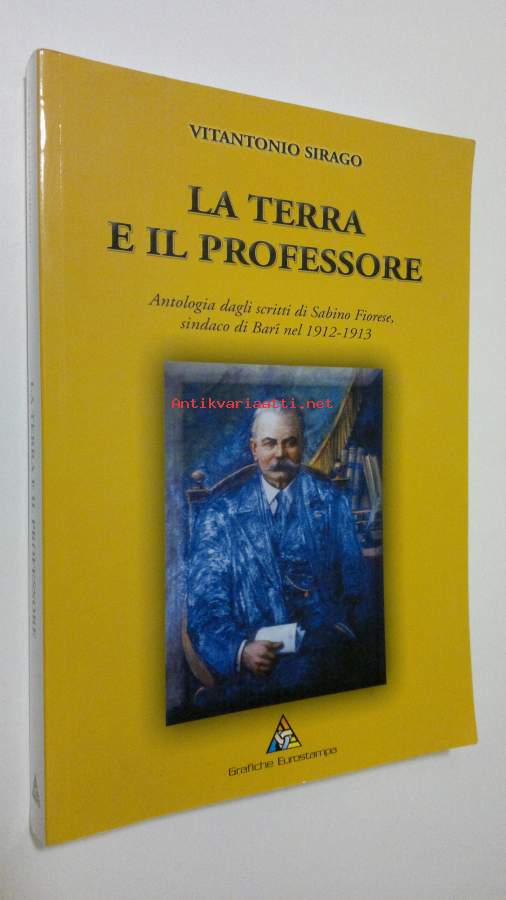 VITANTONIO SIRAGO
LA TERRA
E IL PROFESSORE
Antologia dagli scritti di Sabino Fiorese,
sindaco di Bari nel 1912-1913
Antikvariaatti.net
Grafiche Eurostampa
LA TERRA E IL PROFESSORE